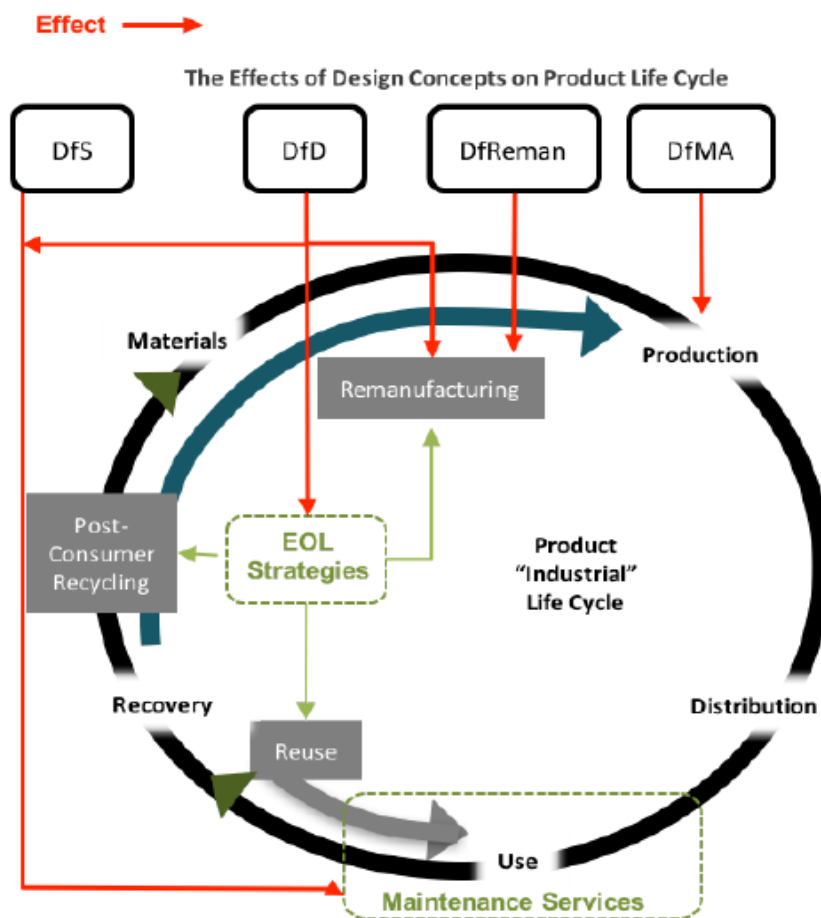 Effect
The Effects of Design Concepts on Product Life Cycle
DfS
DfD
DfReman
DfMA
Materials
Production
Remanufacturing
Post-
Consumer
Recycling
EOL
Strategies
Product
“Industrial”
Life Cycle
Recovery
Distribution
Reuse
Use
Maintenance Services